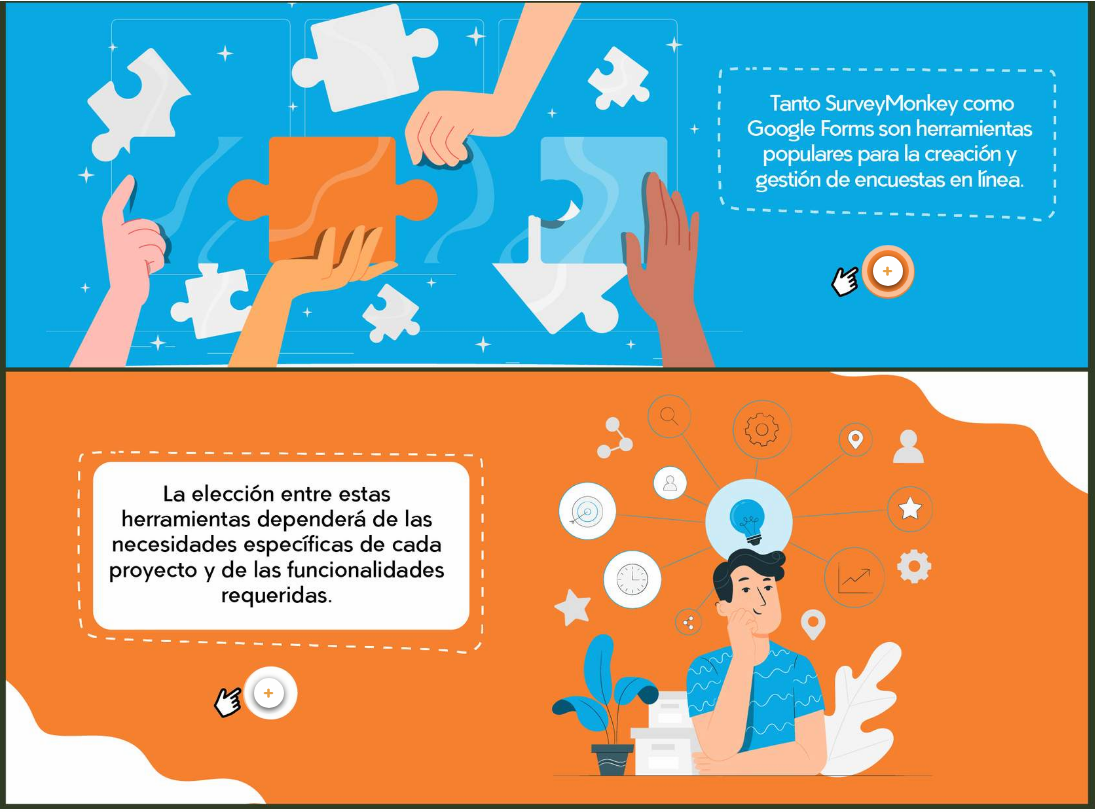 Tanto SurveyMonkey como
Google Forms son herramientas
populares para la creación y
gestión de encuestas en línea.
+
La elección entre estas
herramientas dependerá de las
necesidades específicas de cada
proyecto y de las funcionalidades
requeridas.
+